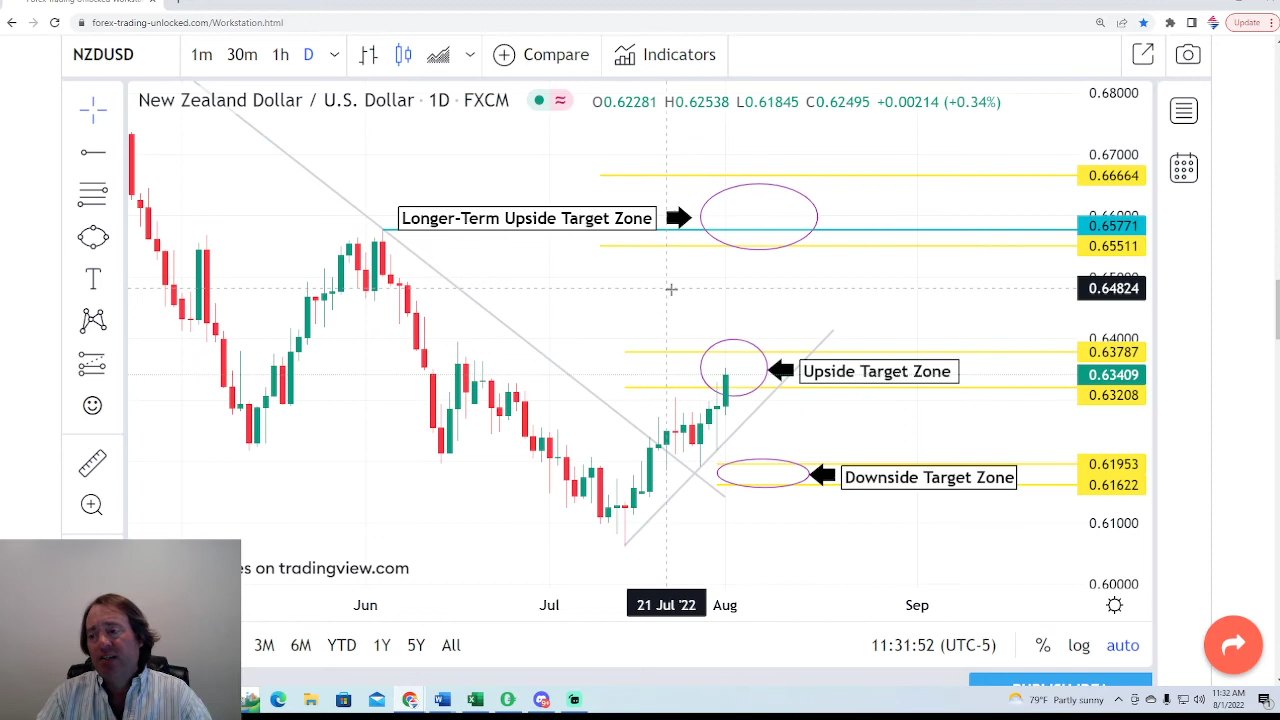 forex-trading-unlocked.com/Workstation.html
Update
NZDUSD
1m 30m 1h D
Compare
Indicators
New Zealand Dollar / U.S. Dollar · 1D · FXCM
O0.62281 H0.62538 L0.61845 C0.62495 +0.00214 (+0.34%)
0.68000
0.67000
0.66664
Longer-Term Upside Target Zone
0.65771
0.65511
0.64824
0.64000
0.63787
Upside Target Zone
0.63409
0.63208
0.61953
Downside Target Zone
0.61622
0.61000
es on tradingview.com
0.60000
Jun
Jul
21 Jul '22
Aug
Sep
3M 6M YTD 1Y 5Y All
11:31:52 (UTC-5)
% log auto
79°F Partly sunny
11:32 AM
8/1/2022